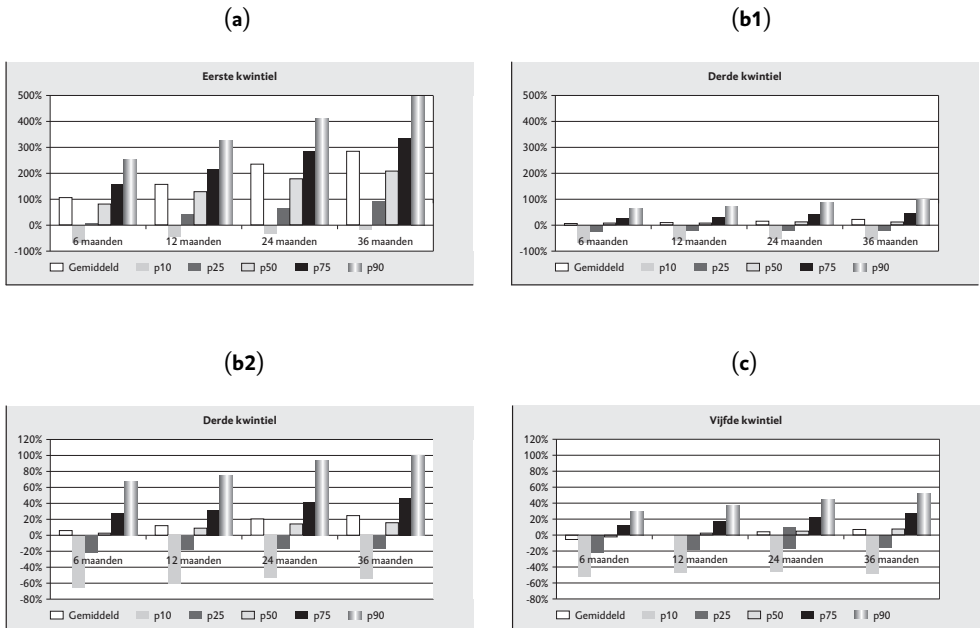 (a)
Eerste kwintiel
500%
400%
300%
200%
100%
0%
-100%
6 maanden 12 maanden 24 maanden 36 maanden
Gemiddeld p10 p25 p50 p75 p90
(b1)
Derde kwintiel
500%
400%
300%
200%
100%
0%
-100%
6 maanden 12 maanden 24 maanden 36 maanden
Gemiddeld p10 p25 p50 p75 p90
(b2)
Derde kwintiel
120%
100%
80%
60%
40%
20%
0%
-20%
-40%
-60%
-80%
6 maanden 12 maanden 24 maanden 36 maanden
Gemiddeld p10 p25 p50 p75 p90
(c)
Vijfde kwintiel
120%
100%
80%
60%
40%
20%
0%
-20%
-40%
-60%
-80%
6 maanden 12 maanden 24 maanden 36 maanden
Gemiddeld p10 p25 p50 p75 p90